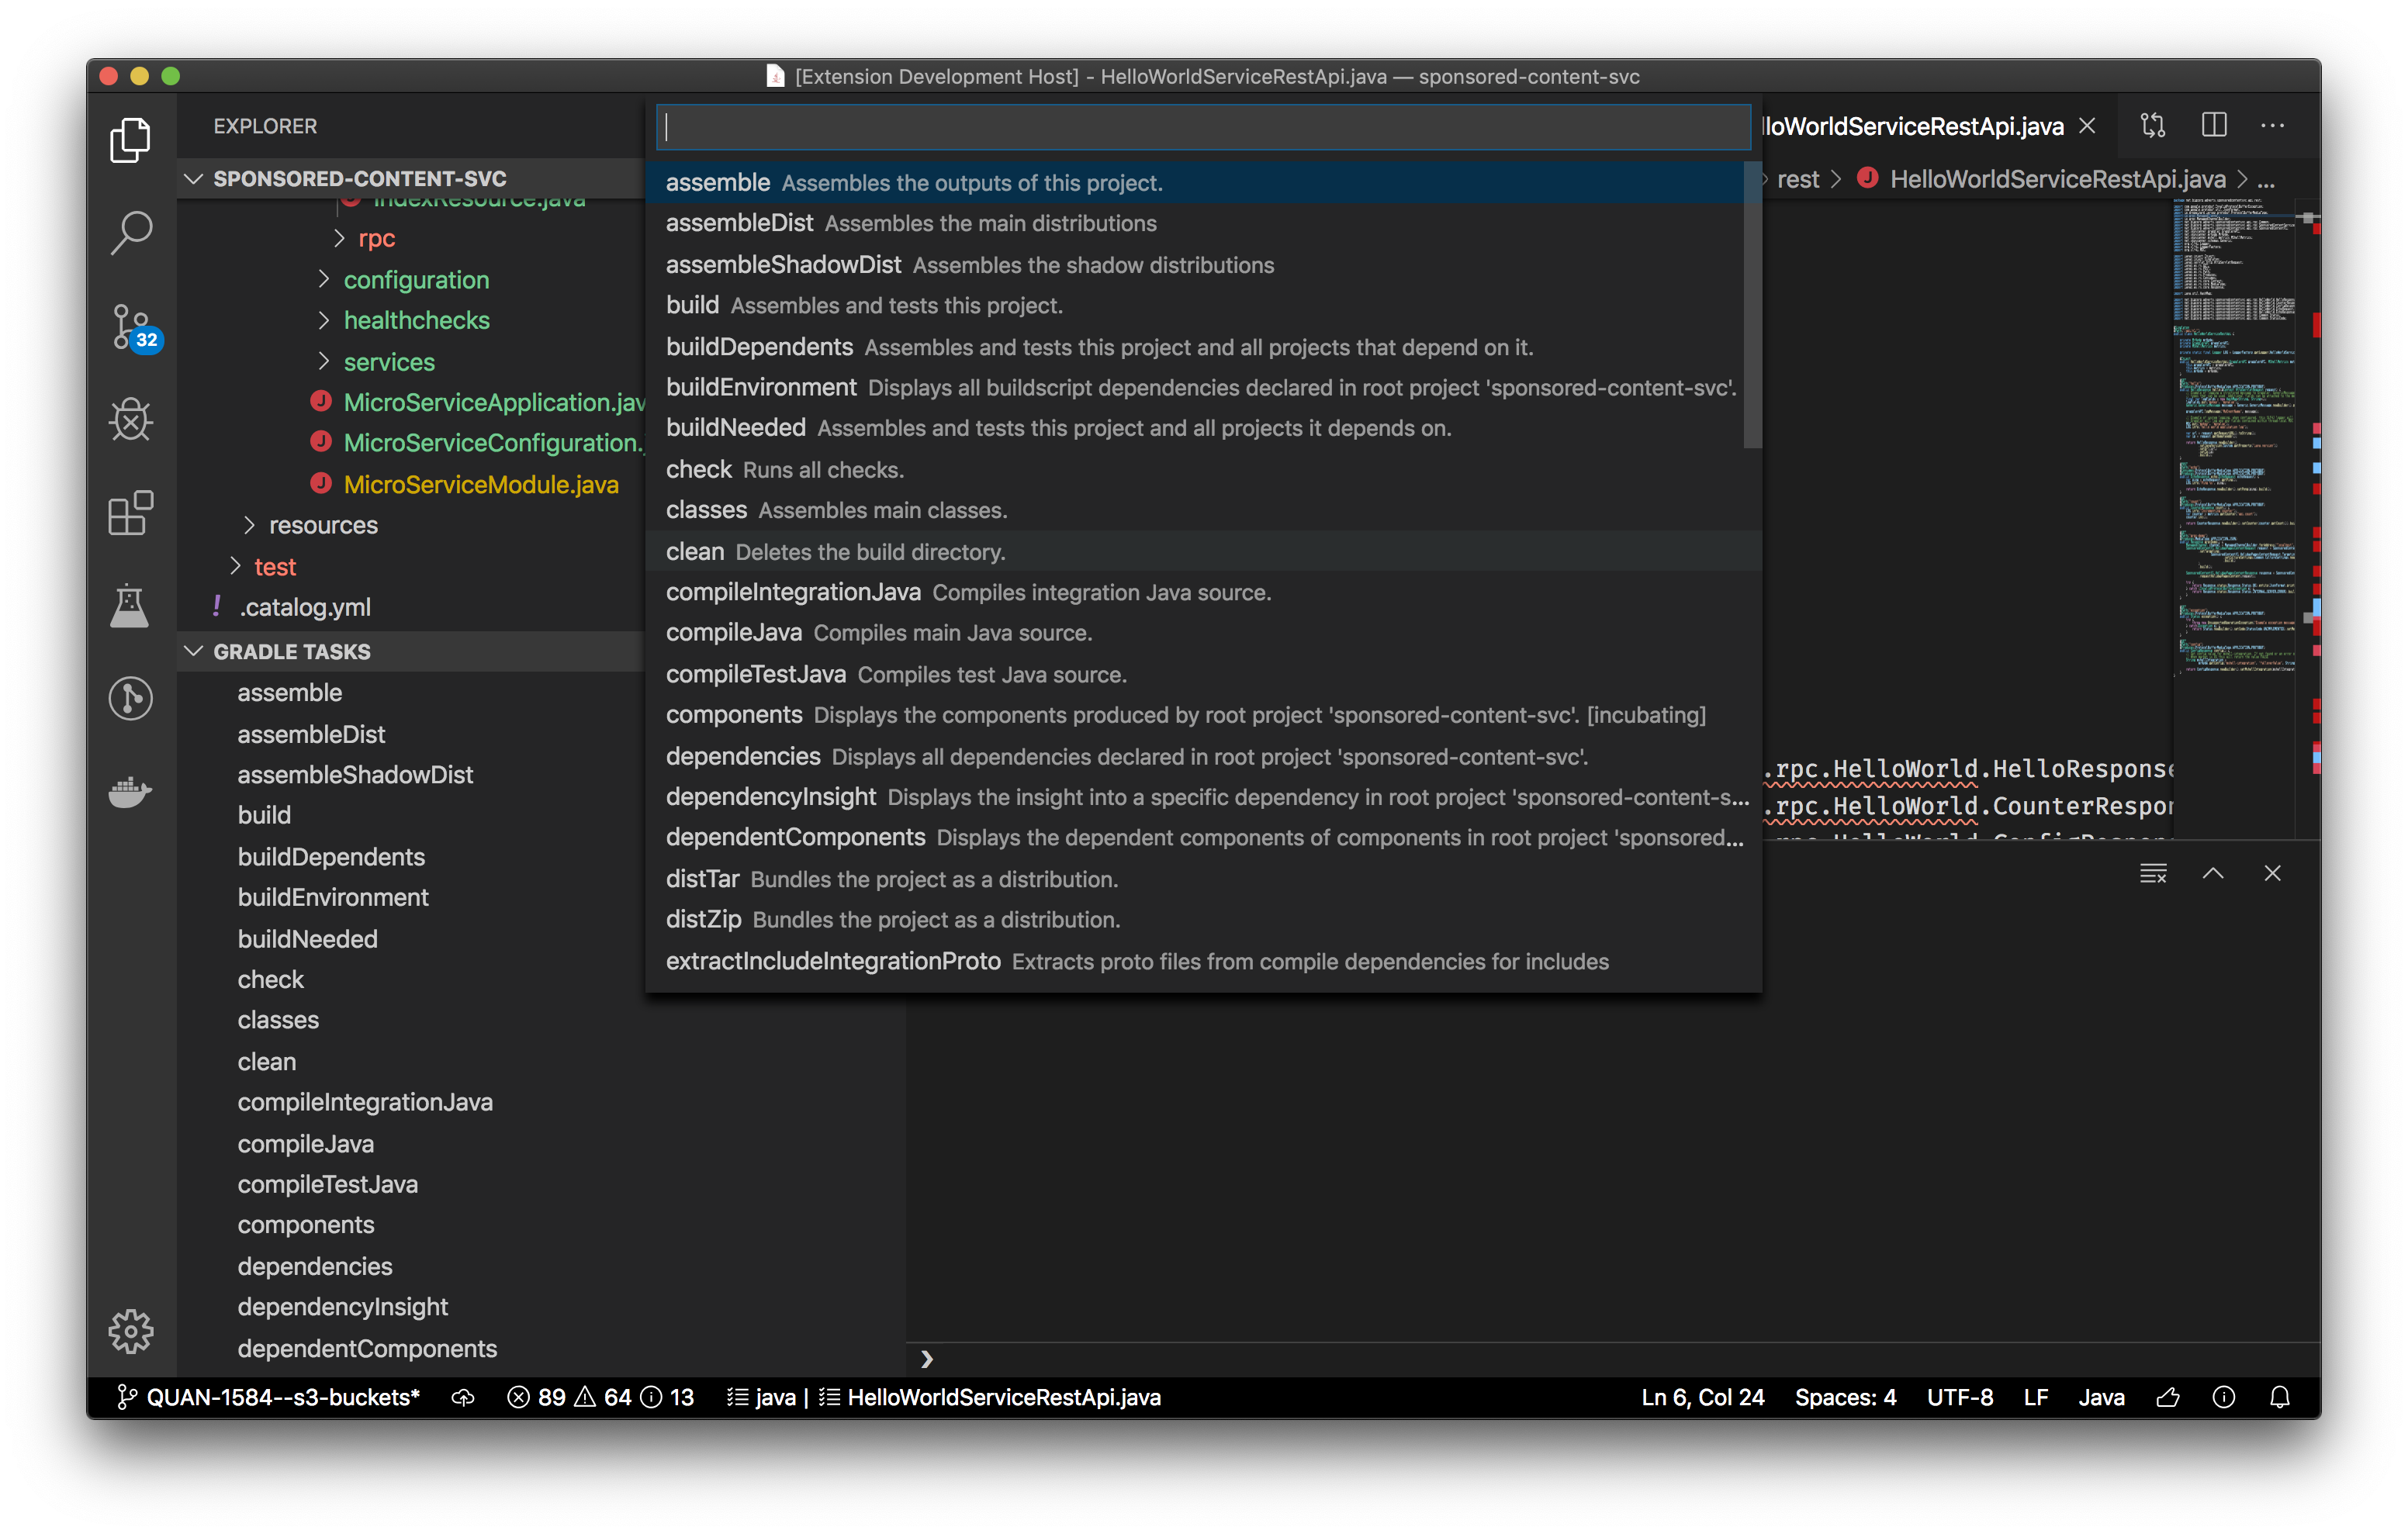 [Extension Development Host] - HelloWorldServiceRestApi.java — sponsored-content-svc
EXPLORER
SPONSORED-CONTENT-SVC
IndexResource.java
rpc
configuration
healthchecks
services
MicroServiceApplication.jav
MicroServiceConfiguration.
MicroServiceModule.java
resources
test
! .catalog.yml
GRADLE TASKS
assemble
assembleDist
assembleShadowDist
build
buildDependents
buildEnvironment
buildNeeded
check
classes
clean
compileIntegrationJava
compileJava
compileTestJava
components
dependencies
dependencyInsight
dependentComponents
32
assemble Assembles the outputs of this project.
assembleDist Assembles the main distributions
assembleShadowDist Assembles the shadow distributions
build Assembles and tests this project.
buildDependents Assembles and tests this project and all projects that depend on it.
buildEnvironment Displays all buildscript dependencies declared in root project 'sponsored-content-svc'.
buildNeeded Assembles and tests this project and all projects it depends on.
check Runs all checks.
classes Assembles main classes.
clean Deletes the build directory.
compileIntegrationJava Compiles integration Java source.
compileJava Compiles main Java source.
compileTestJava Compiles test Java source.
components Displays the components produced by root project 'sponsored-content-svc'. [incubating]
dependencies Displays all dependencies declared in root project 'sponsored-content-svc'.
dependencyInsight Displays the insight into a specific dependency in root project 'sponsored-content-s...
dependentComponents Displays the dependent components of components in root project 'sponsored...
distTar Bundles the project as a distribution.
distZip Bundles the project as a distribution.
extractIncludeIntegrationProto Extracts proto files from compile dependencies for includes
loWorldServiceRestApi.java
rest > J HelloWorldServiceRestApi.java > ...
.rpc.HelloWorld.HelloResponse
.rpc.HelloWorld.CounterRespon
.rpc.HelloWorld.ConfigRespons
QUAN-1584--s3-buckets* 89 64 13 java | HelloWorldServiceRestApi.java Ln 6, Col 24 Spaces: 4 UTF-8 LF Java